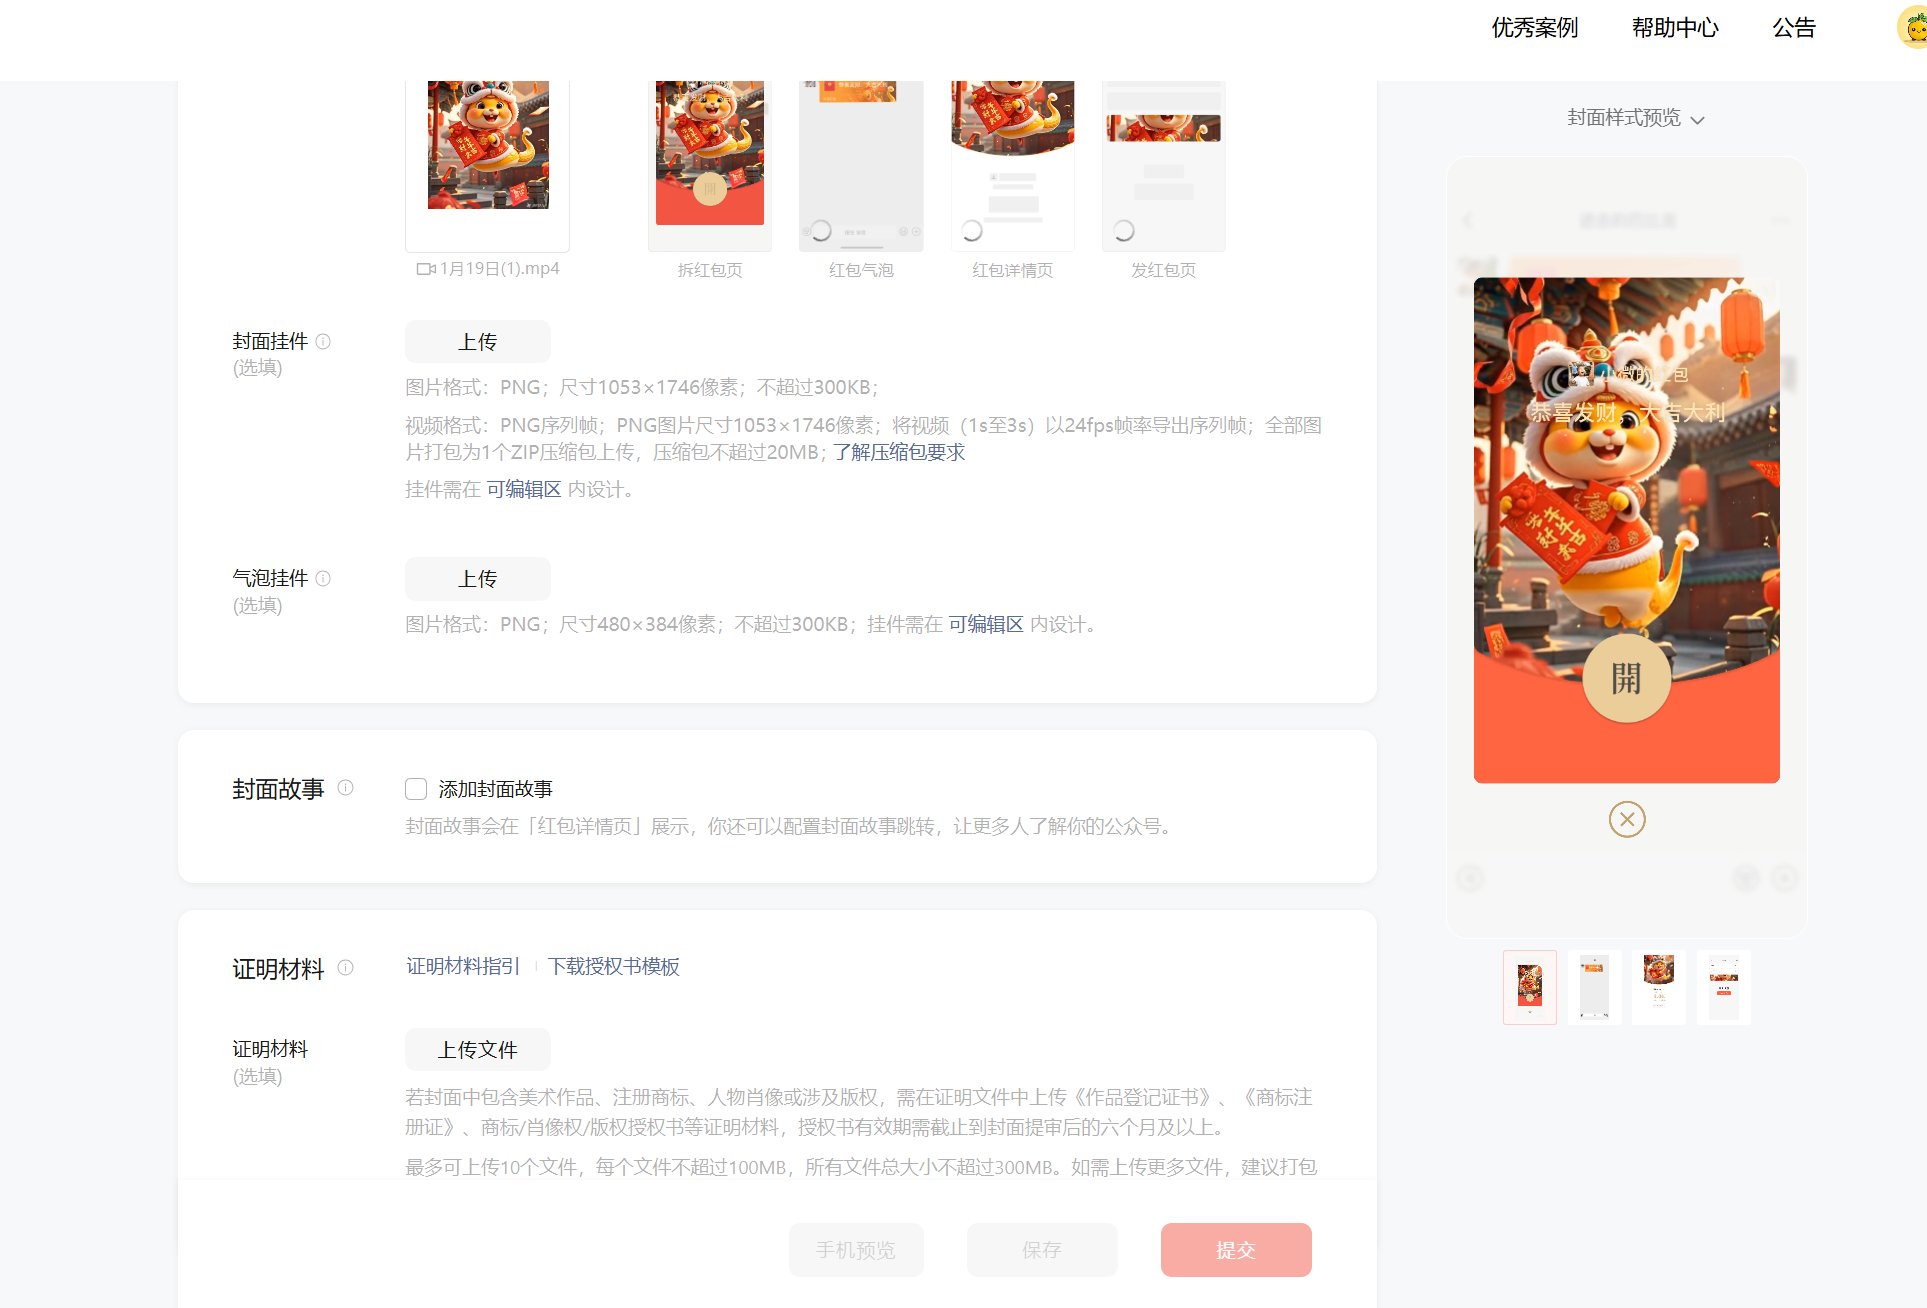 优秀案例 帮助中心 公告
封面样式预览
1月19日(1).mp4
拆红包页
红包气泡
红包详情页
发红包页
封面挂件
(选填)
上传
图片格式：PNG；尺寸1053×1746像素；不超过300KB；
视频格式：PNG序列帧；PNG图片尺寸1053×1746像素；将视频（1s至3s）以24fps帧率导出序列帧；全部图
片打包为1个ZIP压缩包上传，压缩包不超过20MB；了解压缩包要求
挂件需在 可编辑区 内设计。
气泡挂件
(选填)
上传
图片格式：PNG；尺寸480×384像素；不超过300KB；挂件需在 可编辑区 内设计。
封面故事
添加封面故事
封面故事会在「红包详情页」展示，你还可以配置封面故事跳转，让更多人了解你的公众号。
证明材料
证明材料指引
下载授权书模板
证明材料
(选填)
上传文件
若封面中包含美术作品、注册商标、人物肖像或涉及版权，需在证明文件中上传《作品登记证书》、《商标注
册证》、商标/肖像权/版权授权书等证明材料，授权书有效期需截止到封面提审后的六个月及以上。
最多可上传10个文件，每个文件不超过100MB，所有文件总大小不超过300MB。如需上传更多文件，建议打包
手机预览
保存
提交
小微的红包
恭喜发财，大吉大利
開